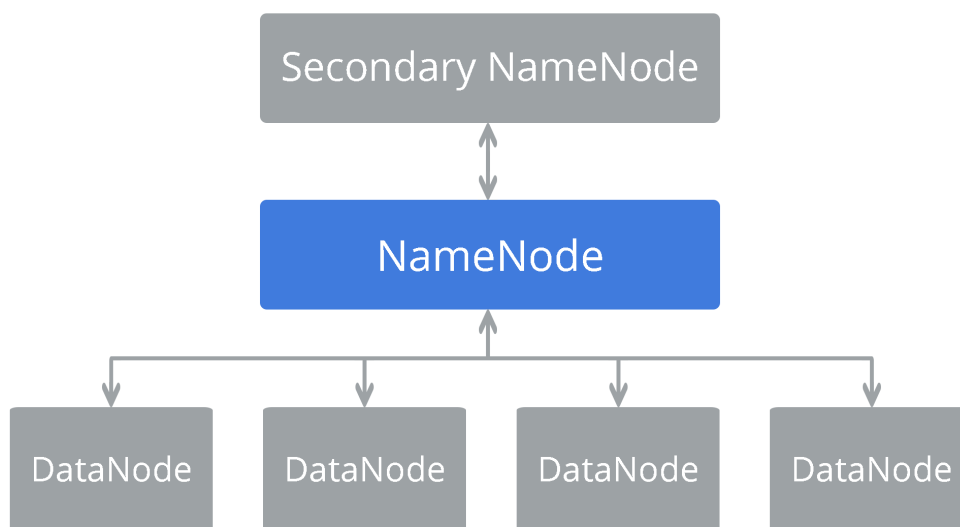 Secondary NameNode
NameNode
DataNode
DataNode
DataNode
DataNode